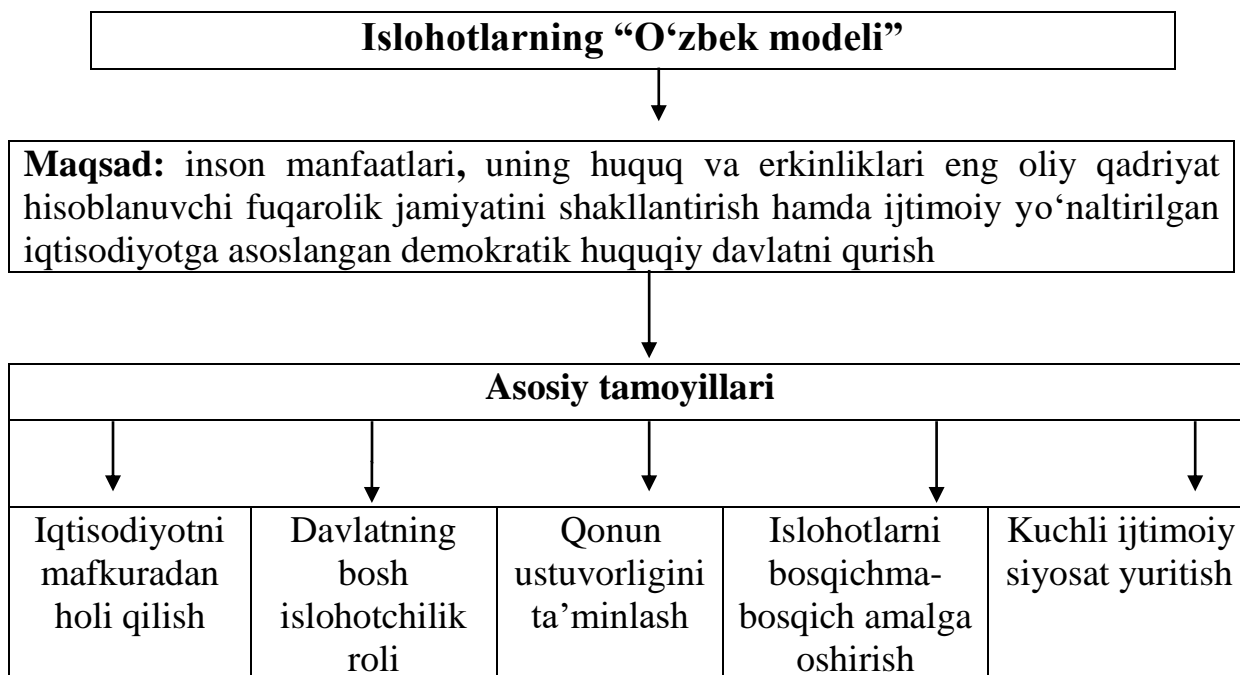 Islohotlarning “O‘zbek modeli”
Maqsad: inson manfaatlari, uning huquq va erkinliklari eng oliy qadriyat
hisoblanuvchi fuqarolik jamiyatini shakllantirish hamda ijtimoiy yo‘naltirilgan
iqtisodiyotga asoslangan demokratik huquqiy davlatni qurish
Asosiy tamoyillari
Iqtisodiyotni
mafkuradan
holi qilish
Davlatning
bosh
islohotchilik
roli
Qonun
ustuvorligini
ta’minlash
Islohotlarni
bosqichma-
bosqich amalga
oshirish
Kuchli ijtimoiy
siyosat yuritish